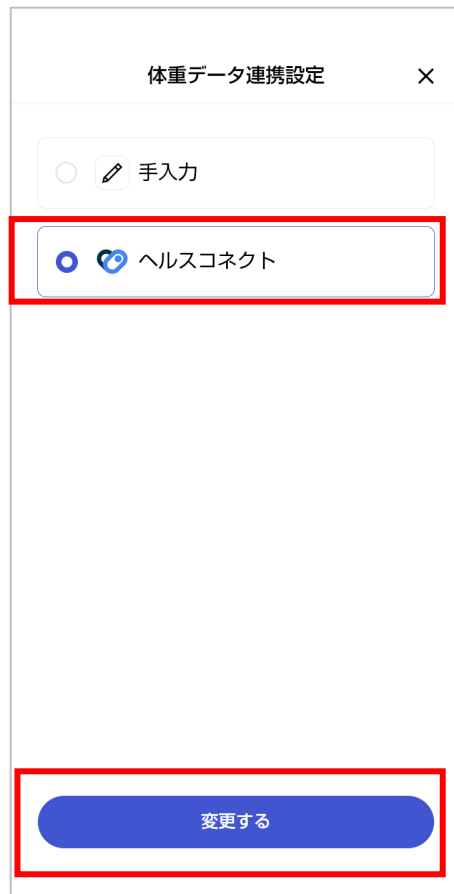 体重データ連携設定
手入力
ヘルスコネクト
変更する